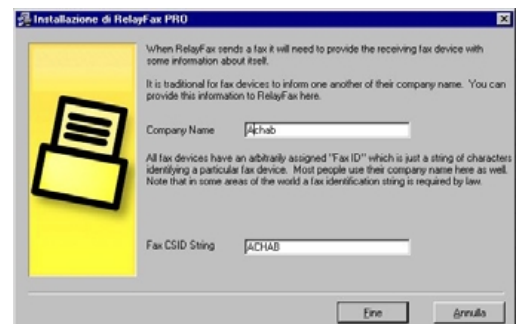 Installazione di RelayFax PRO
When RelayFax sends a fax it will need to provide the receiving fax device with
some information about itself.
It is traditional for fax devices to inform one another of their company name. You can
provide this information to RelayFax here.
Company Name
Achab
All fax devices have an arbitrarily assigned "Fax ID" which is just a string of characters
identifying a particular fax device. Most people use their company name here as well.
Note that in some areas of the world a fax identification string is required by law.
Fax CSID String
ACHAB
Fine
Annulla